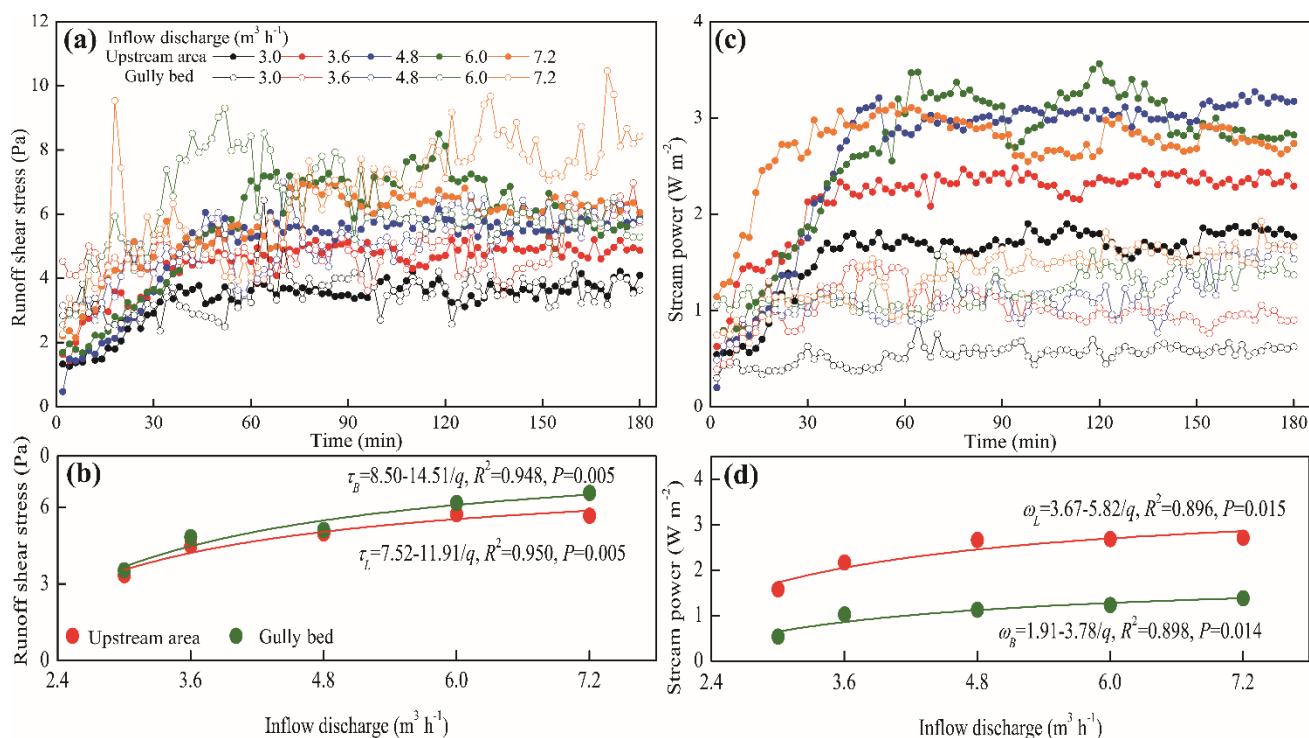 (a)
Inflow discharge (m³ h⁻¹)
Upstream area 3.0 3.6 4.8 6.0 7.2
Gully bed 3.0 3.6 4.8 6.0 7.2
Runoff shear stress (Pa)
12
10
8
6
4
2
0
0 30 60 90 120 150 180
Time (min)
(c)
Stream power (W m⁻²)
4
3
2
1
0
0 30 60 90 120 150 180
Time (min)
(b)
Runoff shear stress (Pa)
0
6
3
0
τB=8.50-14.51/q, R²=0.948, P=0.005
τL=7.52-11.91/q, R²=0.950, P=0.005
Upstream area Gully bed
2.4 3.6 4.8 6.0 7.2
Inflow discharge (m³ h⁻¹)
(d)
Stream power (W m⁻²)
4
3
2
1
0
ωL=3.67-5.82/q, R²=0.896, P=0.015
ωB=1.91-3.78/q, R²=0.898, P=0.014
2.4 3.6 4.8 6.0 7.2
Inflow discharge (m³ h⁻¹)